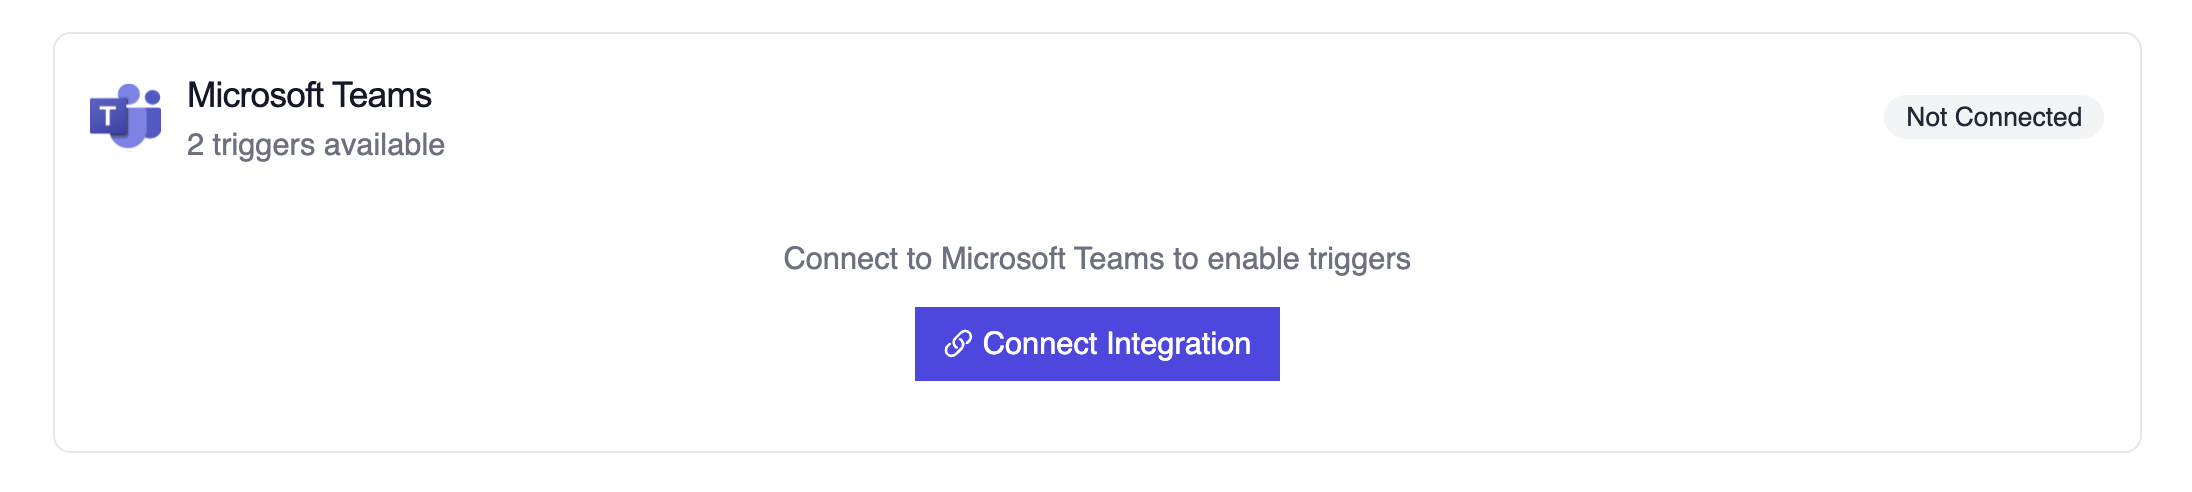 T
Microsoft Teams
2 triggers available
Not Connected
Connect to Microsoft Teams to enable triggers
Connect Integration